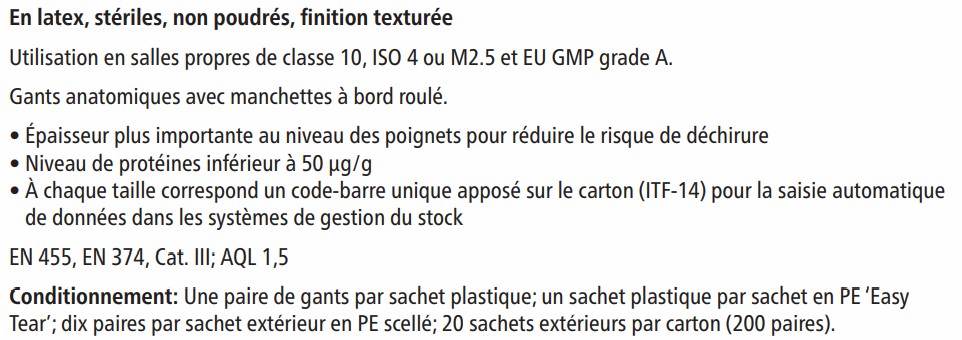 En latex, stériles, non poudrés, finition texturée
Utilisation en salles propres de classe 10, ISO 4 ou M2.5 et EU GMP grade A.
Gants anatomiques avec manchettes à bord roulé.
• Épaisseur plus importante au niveau des poignets pour réduire le risque de déchirure
• Niveau de protéines inférieur à 50 µg/g
• À chaque taille correspond un code-barre unique apposé sur le carton (ITF-14) pour la saisie automatique
de données dans les systèmes de gestion du stock
EN 455, EN 374, Cat. III; AQL 1,5
Conditionnement: Une paire de gants par sachet plastique; un sachet plastique par sachet en PE ‘Easy
Tear’; dix paires par sachet extérieur en PE scellé; 20 sachets extérieurs par carton (200 paires).